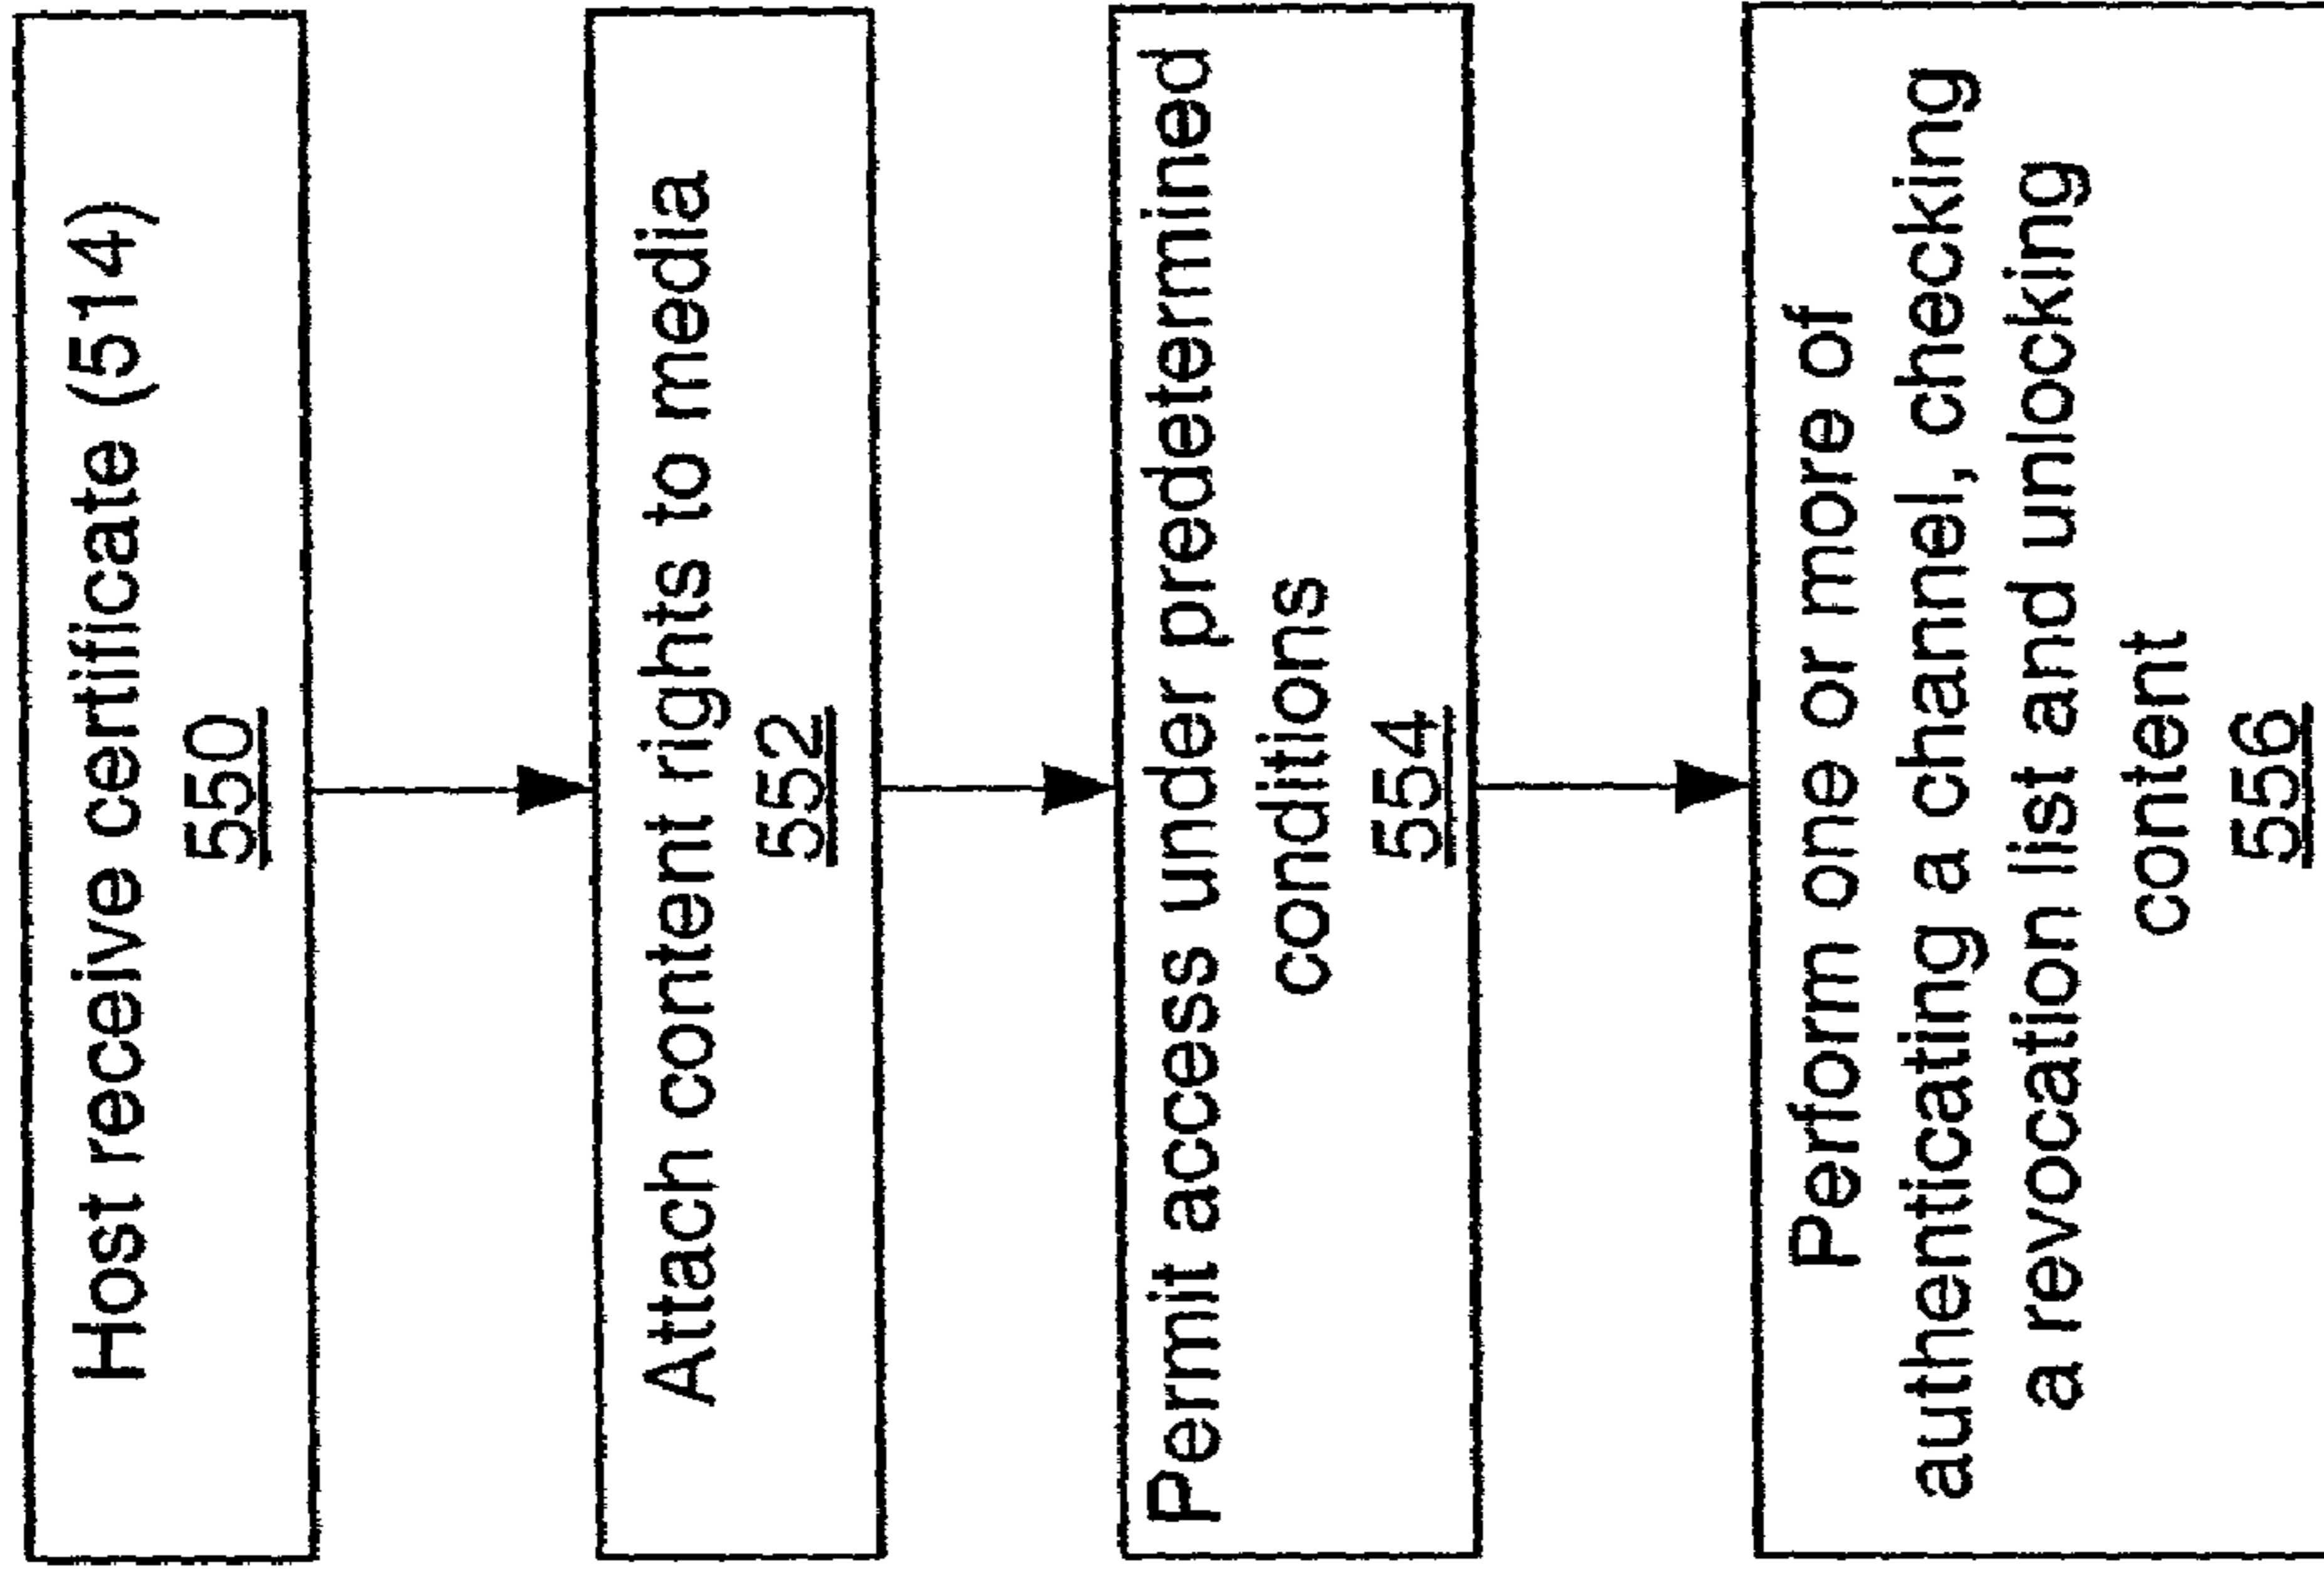 Host receive certificate (514)
550
Attach content rights to media
552
Permit access under predetermined
conditions
554
Perform one or more of
authenticating a channel, checking
a revocation list and unlocking
content
556